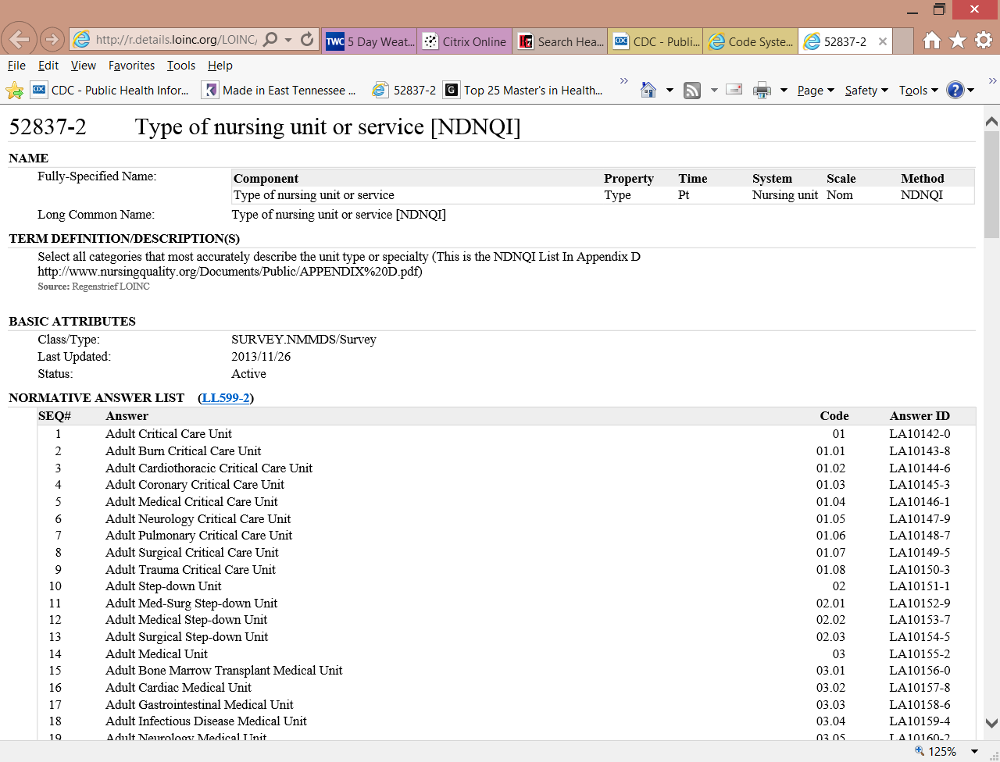 http://r.details.loinc.org/LOINC/ TWC 5 Day Weat... Citrix Online Search Hea... CDC CDC - Publi... Code Syste... 52837-2
File Edit View Favorites Tools Help
CDC CDC - Public Health Infor... Made in East Tennessee ... 52837-2 G Top 25 Master's in Health... Page Safety Tools
52837-2 Type of nursing unit or service [NDNQI]
NAME
Fully-Specified Name: Component Property Time System Scale Method
Type of nursing unit or service Type Pt Nursing unit Nom NDNQI
Long Common Name: Type of nursing unit or service [NDNQI]
TERM DEFINITION/DESCRIPTION(S)
Select all categories that most accurately describe the unit type or specialty (This is the NDNQI List In Appendix D
http://www.nursingquality.org/Documents/Public/APPENDIX%20D.pdf)
Source: Regenstrief LOINC
BASIC ATTRIBUTES
Class/Type: SURVEY.NMMDS/Survey
Last Updated: 2013/11/26
Status: Active
NORMATIVE ANSWER LIST (LL599-2)
SEQ# Answer Code Answer ID
1 Adult Critical Care Unit 01 LA10142-0
2 Adult Burn Critical Care Unit 01.01 LA10143-8
3 Adult Cardiothoracic Critical Care Unit 01.02 LA10144-6
4 Adult Coronary Critical Care Unit 01.03 LA10145-3
5 Adult Medical Critical Care Unit 01.04 LA10146-1
6 Adult Neurology Critical Care Unit 01.05 LA10147-9
7 Adult Pulmonary Critical Care Unit 01.06 LA10148-7
8 Adult Surgical Critical Care Unit 01.07 LA10149-5
9 Adult Trauma Critical Care Unit 01.08 LA10150-3
10 Adult Step-down Unit 02 LA10151-1
11 Adult Med-Surg Step-down Unit 02.01 LA10152-9
12 Adult Medical Step-down Unit 02.02 LA10153-7
13 Adult Surgical Step-down Unit 02.03 LA10154-5
14 Adult Medical Unit 03 LA10155-2
15 Adult Bone Marrow Transplant Medical Unit 03.01 LA10156-0
16 Adult Cardiac Medical Unit 03.02 LA10157-8
17 Adult Gastrointestinal Medical Unit 03.03 LA10158-6
18 Adult Infectious Disease Medical Unit 03.04 LA10159-4
19 Adult Neurology Medical Unit 03.05 LA10160-2
125%